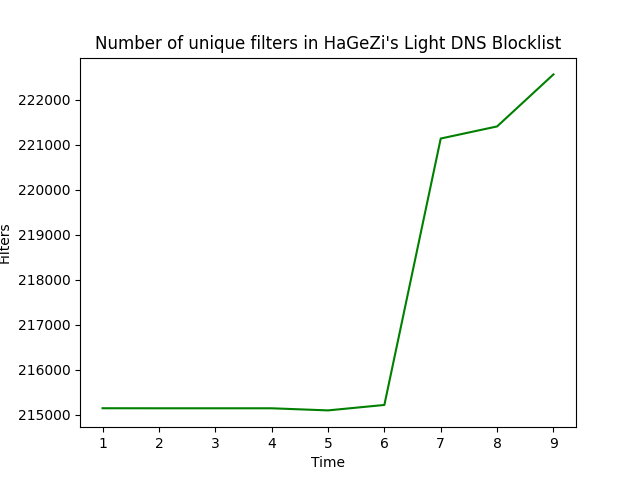 Number of unique filters in HaGeZi's Light DNS Blocklist
222000
221000
220000
219000
218000
217000
216000
215000
Filters
1 2 3 4 5 6 7 8 9
Time